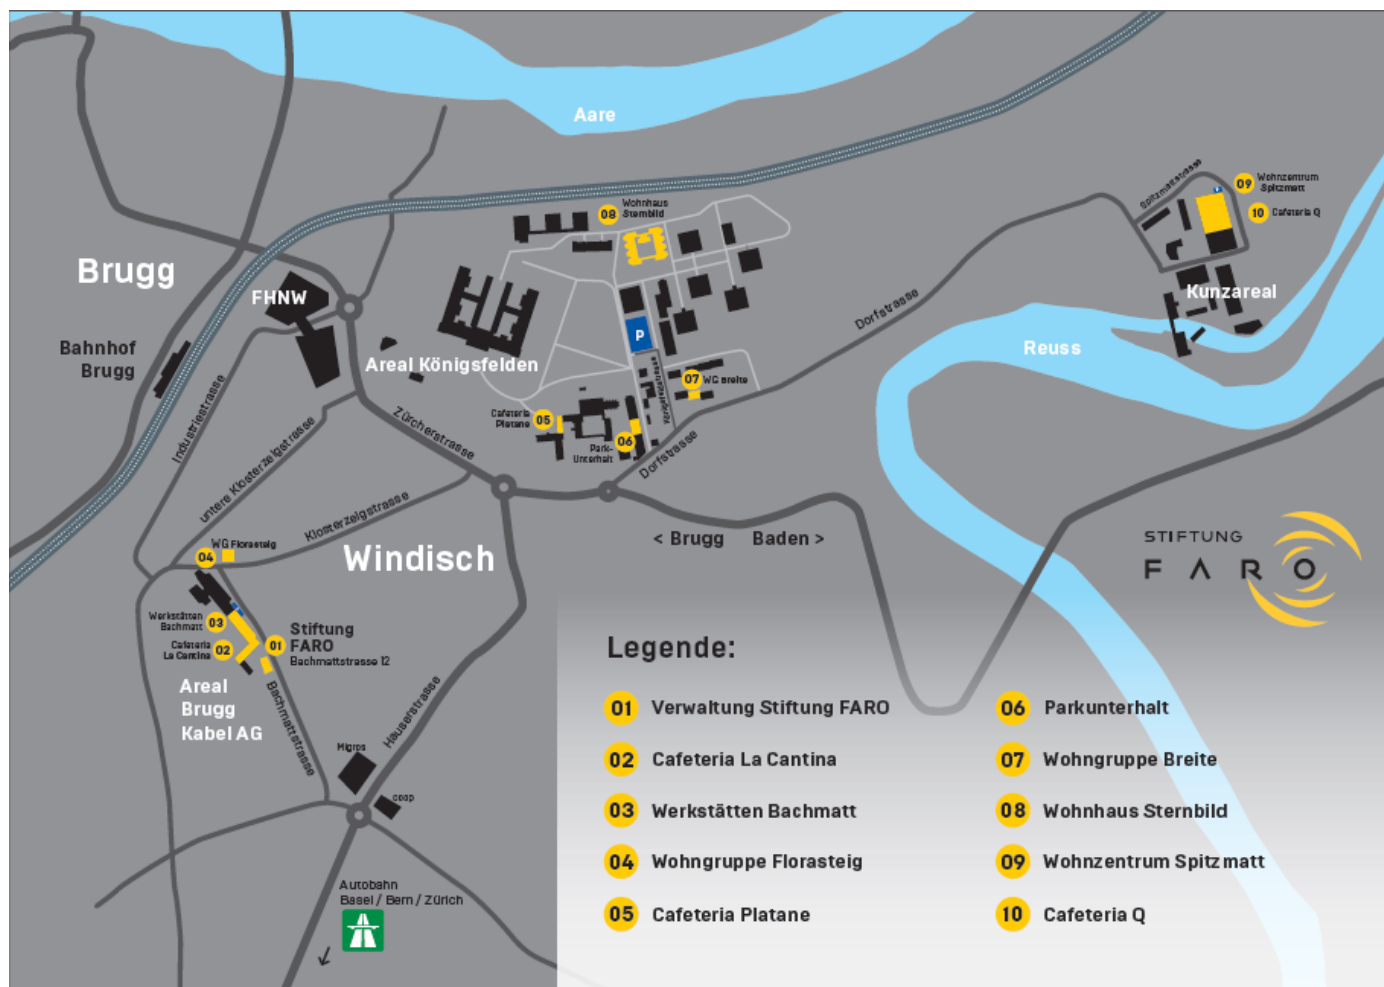 Aare
Spitzmattstrasse
09 Wohnzentrum
Spitzmatt
10 Cafeteria Q
Kunzareal
08 Wohnhaus
Sternbild
Brugg
FHNW
Bahnhof
Brugg
Areal Königsfelden
P
Dorfstrasse
Reuss
Industriestrasse
07 WG Breite
Königsfeldstrasse
Zürcherstrasse
Cafeteria
Platane 05
06
Park-
Unterhalt
Dorfstrasse
untere Klosterzelgstrasse
Klosterzelgstrasse
< Brugg Baden >
Windisch
STIFTUNG
FARO
04 WG Florasteig
Werkstätten
Bachmatt 03
Cafeteria
La Cantina 02
01 Stiftung
FARO
Bachmattstrasse 12
Areal
Brugg
Kabel AG
Bachmattstrasse
Hauserstrasse
Migros
coop
Autobahn
Basel / Bern / Zürich
Legende:
01 Verwaltung Stiftung FARO
02 Cafeteria La Cantina
03 Werkstätten Bachmatt
04 Wohngruppe Florasteig
05 Cafeteria Platane
06 Parkunterhalt
07 Wohngruppe Breite
08 Wohnhaus Sternbild
09 Wohnzentrum Spitzmatt
10 Cafeteria Q